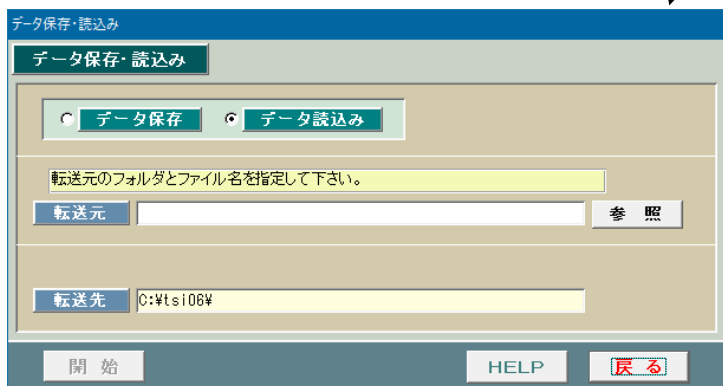 データ保存・読込み
データ保存・読込み
データ保存 データ読込み
転送元のフォルダとファイル名を指定して下さい。
転送元 参 照
転送先 C:¥tsi06¥
開 始 HELP 戻 る